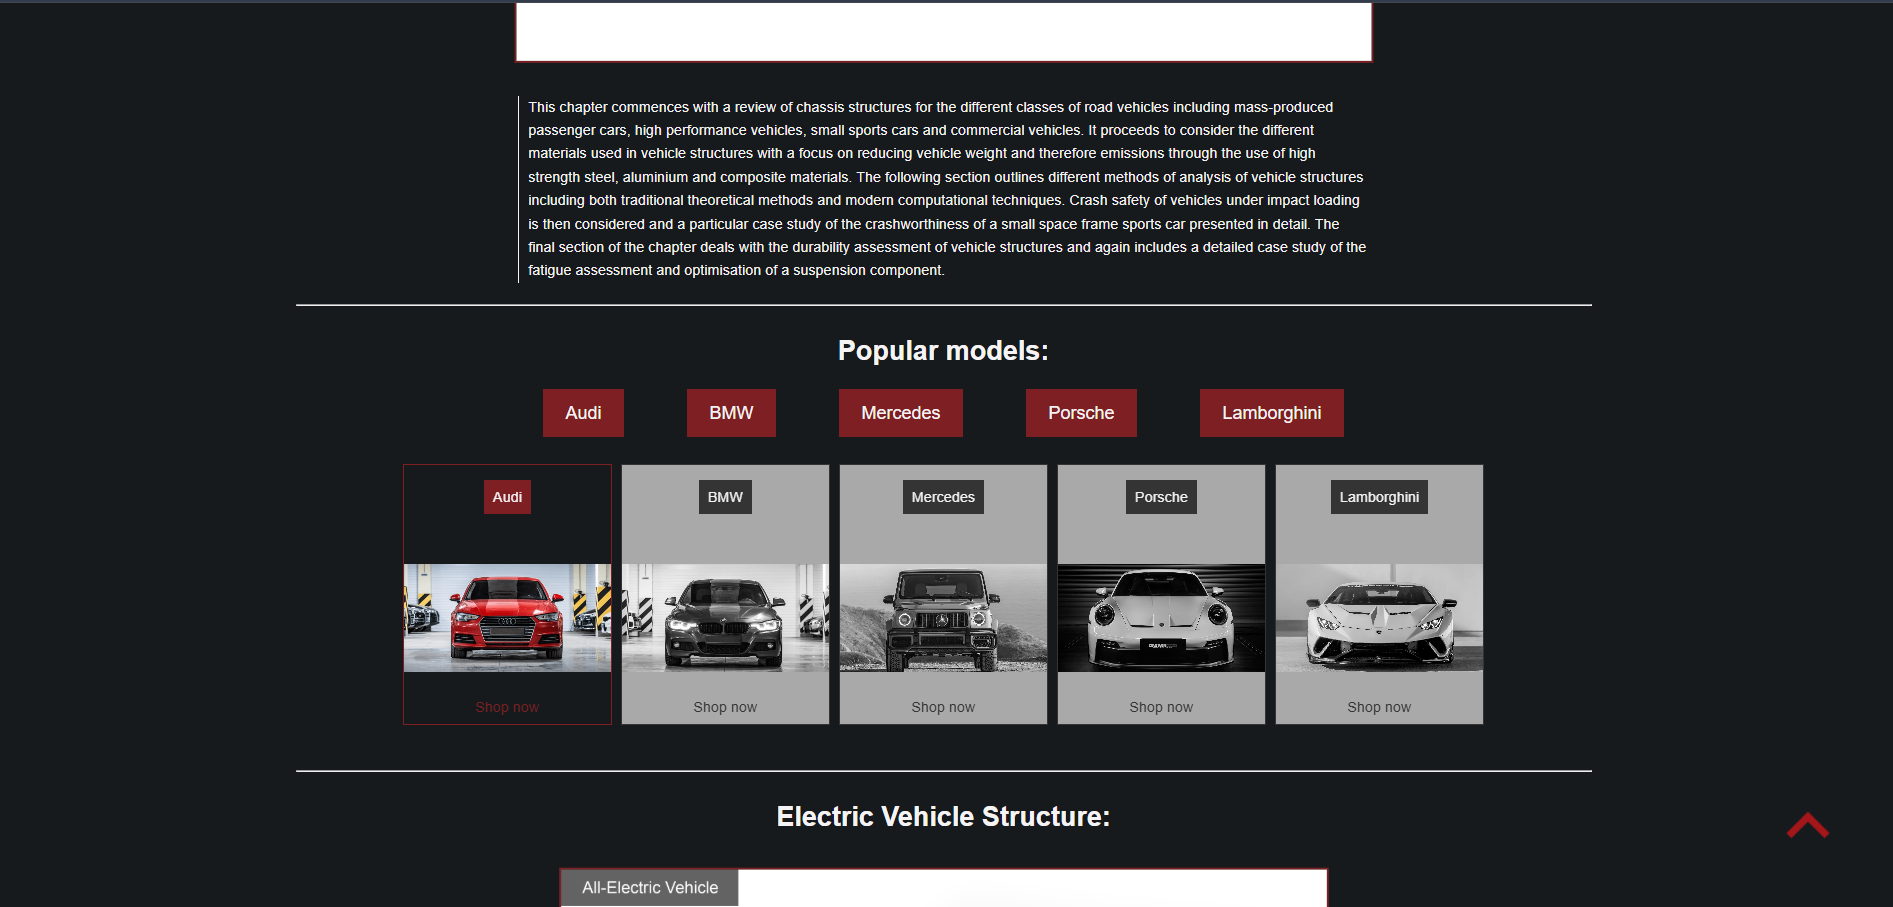 This chapter commences with a review of chassis structures for the different classes of road vehicles including mass-produced
passenger cars, high performance vehicles, small sports cars and commercial vehicles. It proceeds to consider the different
materials used in vehicle structures with a focus on reducing vehicle weight and therefore emissions through the use of high
strength steel, aluminium and composite materials. The following section outlines different methods of analysis of vehicle structures
including both traditional theoretical methods and modern computational techniques. Crash safety of vehicles under impact loading
is then considered and a particular case study of the crashworthiness of a small space frame sports car presented in detail. The
final section of the chapter deals with the durability assessment of vehicle structures and again includes a detailed case study of the
fatigue assessment and optimisation of a suspension component.
Popular models:
Audi
BMW
Mercedes
Porsche
Lamborghini
Audi
BMW
Mercedes
Porsche
Lamborghini
Shop now
Shop now
Shop now
Shop now
Shop now
Electric Vehicle Structure:
All-Electric Vehicle